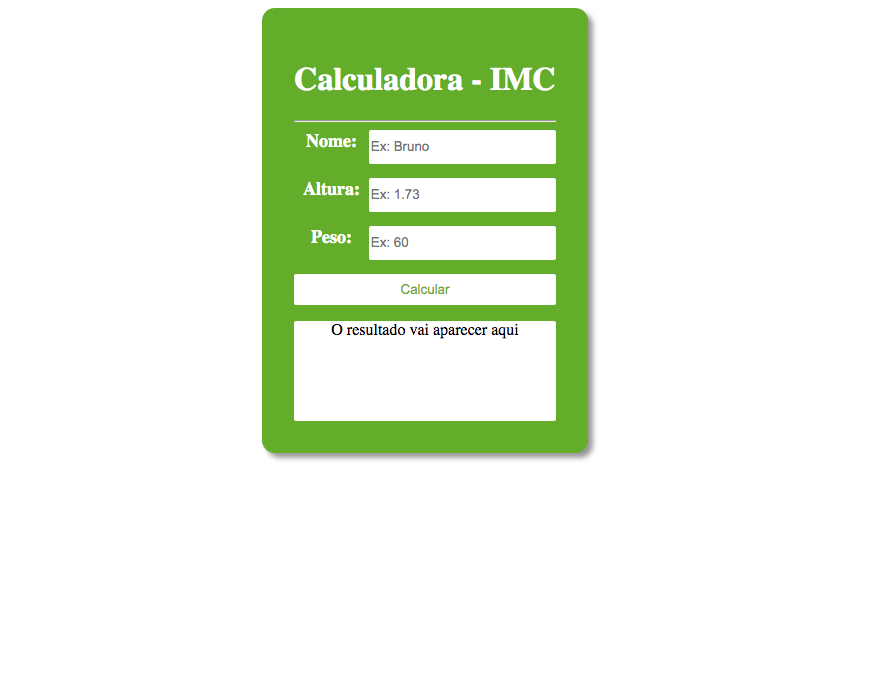 Calculadora - IMC
Nome: Ex: Bruno
Altura: Ex: 1.73
Peso: Ex: 60
Calcular
O resultado vai aparecer aqui